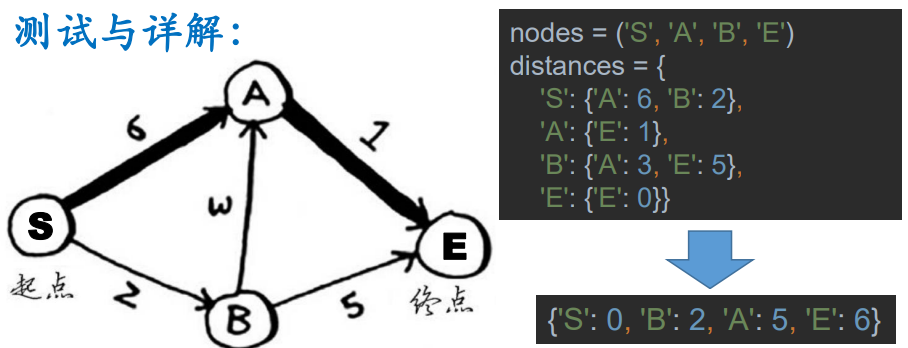 测试与详解:
A
6
1
3
S
E
起点
2
B
5
终点
nodes = ('S', 'A', 'B', 'E')
distances = {
'S': {'A': 6, 'B': 2},
'A': {'E': 1},
'B': {'A': 3, 'E': 5},
'E': {'E': 0}}
{'S': 0, 'B': 2, 'A': 5, 'E': 6}